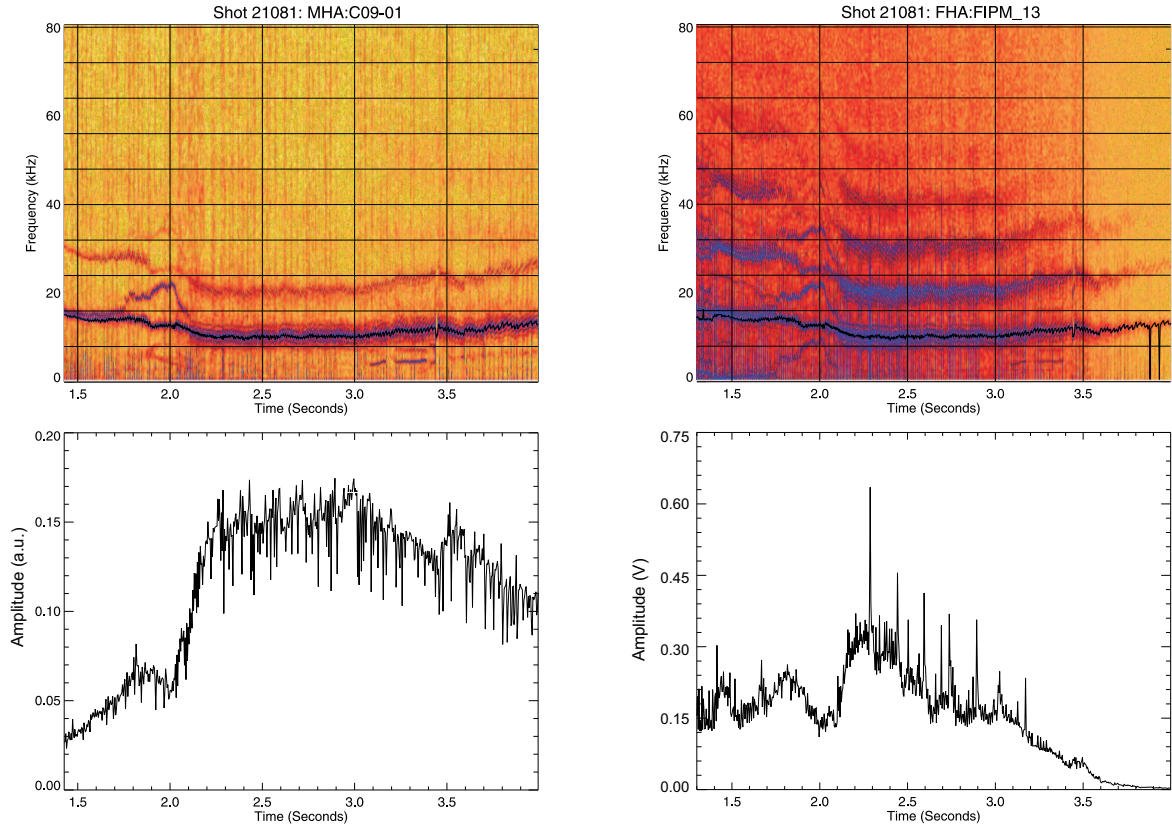 Shot 21081: MHA:C09-01
80
60
40
20
0
Frequency (kHz)
1.5 2.0 2.5 3.0 3.5
Time (Seconds)
Shot 21081: FHA:FIPM_13
80
60
40
20
0
Frequency (kHz)
1.5 2.0 2.5 3.0 3.5
Time (Seconds)
0.20
0.15
0.10
0.05
0.00
Amplitude (a.u.)
1.5 2.0 2.5 3.0 3.5
Time (Seconds)
0.75
0.60
0.45
0.30
0.15
0.00
Amplitude (V)
1.5 2.0 2.5 3.0 3.5
Time (Seconds)